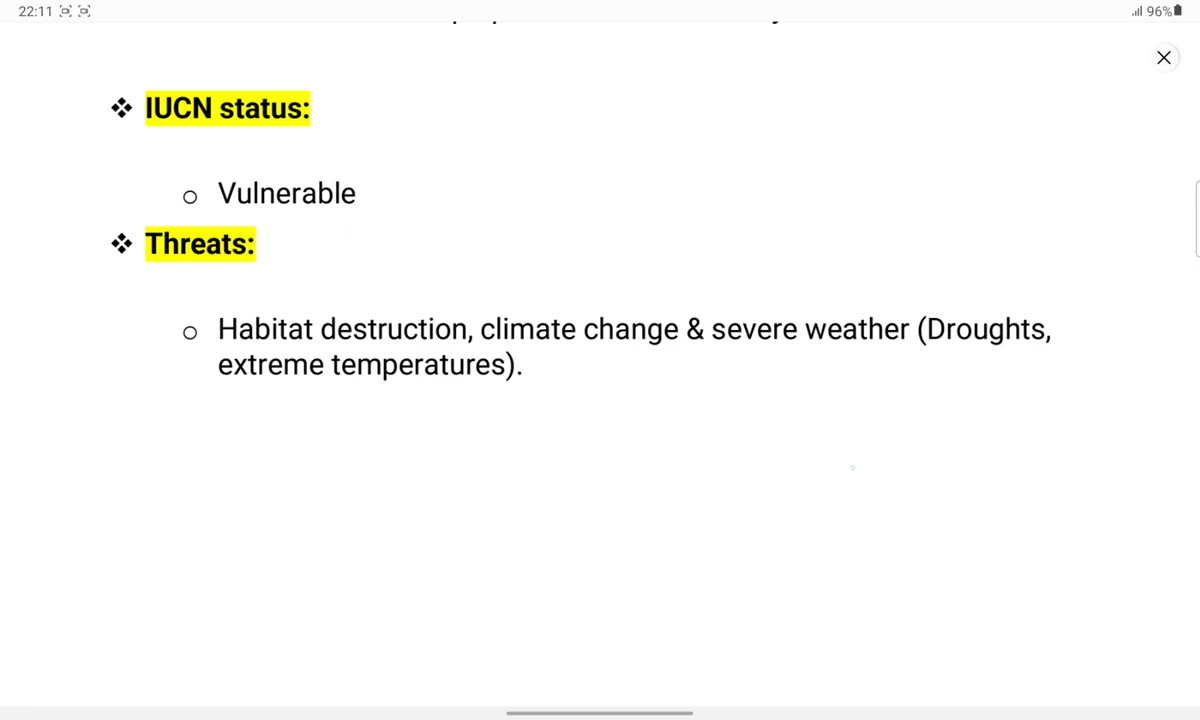 22:11
96%
❖ IUCN status:
o Vulnerable
❖ Threats:
o Habitat destruction, climate change & severe weather (Droughts,
extreme temperatures).